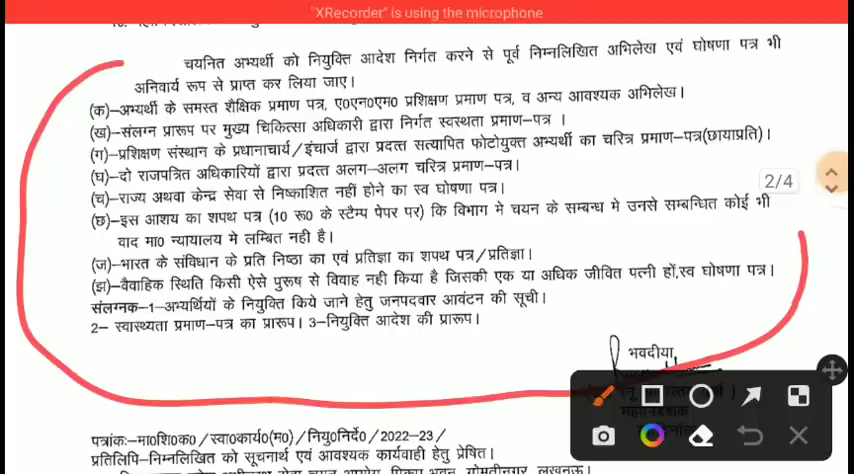 "XRecorder" is using the microphone
चयनित अभ्यर्थी को नियुक्ति आदेश निर्गत करने से पूर्व निम्नलिखित अभिलेख एवं घोषणा पत्र भी
अनिवार्य रूप से प्राप्त कर लिया जाए।
(क)–अभ्यर्थी के समस्त शैक्षिक प्रमाण पत्र, ए0एन0एम0 प्रशिक्षण प्रमाण पत्र, व अन्य आवश्यक अभिलेख।
(ख)–संलग्न प्रारूप पर मुख्य चिकित्सा अधिकारी द्वारा निर्गत स्वस्थता प्रमाण–पत्र ।
(ग)–प्रशिक्षण संस्थान के प्रधानाचार्य/इंचार्ज द्वारा प्रदत्त सत्यापित फोटोयुक्त अभ्यर्थी का चरित्र प्रमाण–पत्र(छायाप्रति)।
(घ)–दो राजपत्रित अधिकारियों द्वारा प्रदत्त अलग–अलग चरित्र प्रमाण–पत्र।
2/4
(च)–राज्य अथवा केन्द्र सेवा से निष्काशित नहीं होने का स्व घोषणा पत्र।
(छ)–इस आशय का शपथ पत्र (10 रू0 के स्टैम्प पेपर पर) कि विभाग मे चयन के सम्बन्ध मे उनसे सम्बन्धित कोई भी
वाद मा0 न्यायालय मे लम्बित नही है।
(ज)–भारत के संविधान के प्रति निष्ठा का एवं प्रतिज्ञा का शपथ पत्र/प्रतिज्ञा।
(झ)–वैवाहिक स्थिति किसी ऐसे पुरूष से विवाह नही किया है जिसकी एक या अधिक जीवित पत्नी हों,स्व घोषणा पत्र।
संलग्नक–1–अभ्यर्थियों के नियुक्ति किये जाने हेतु जनपदवार आवंटन की सूची।
2– स्वास्थ्यता प्रमाण–पत्र का प्रारूप। 3–नियुक्ति आदेश की प्रारूप।
भवदीया,
पत्रांकः–मा0शि0क0/स्वा0कार्य0(म0)/नियु0निर्दे0/2022–23/
प्रतिलिपि–निम्नलिखित को सूचनार्थ एवं आवश्यक कार्यवाही हेतु प्रेषित।